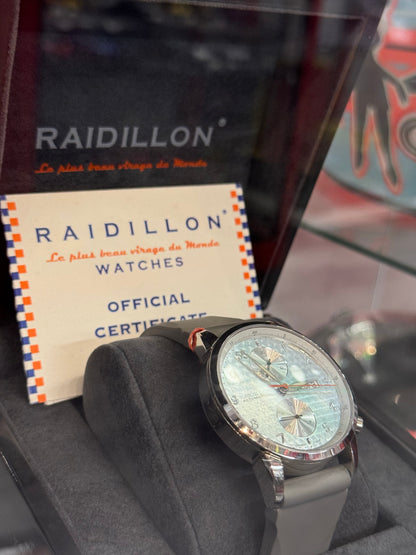 RAIDILLON®
Le plus beau virage du Monde
RAIDILLON®
Le plus beau virage du Monde
WATCHES
OFFICIAL
CERTIFICATE